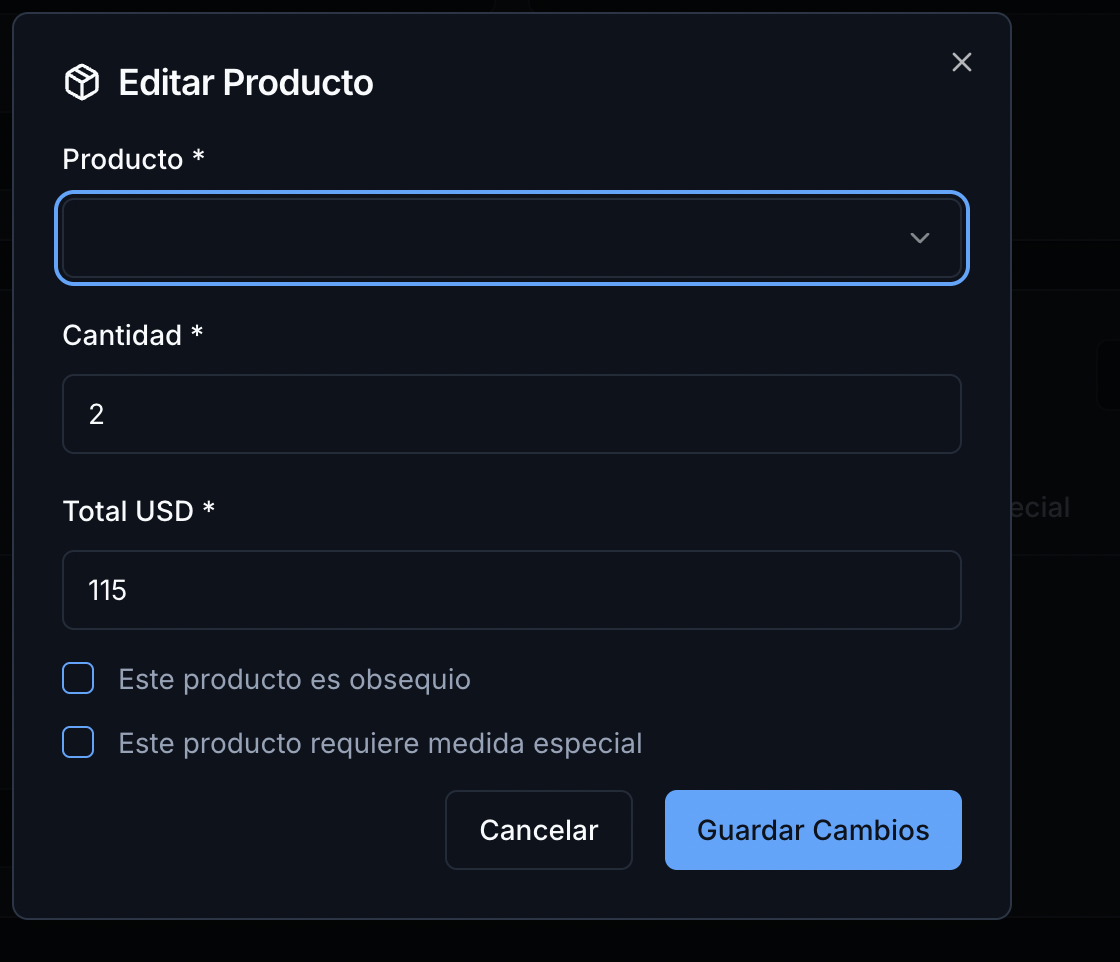 Editar Producto
Producto *
Cantidad *
2
ecial
Total USD *
115
Este producto es obsequio
Este producto requiere medida especial
Cancelar
Guardar Cambios